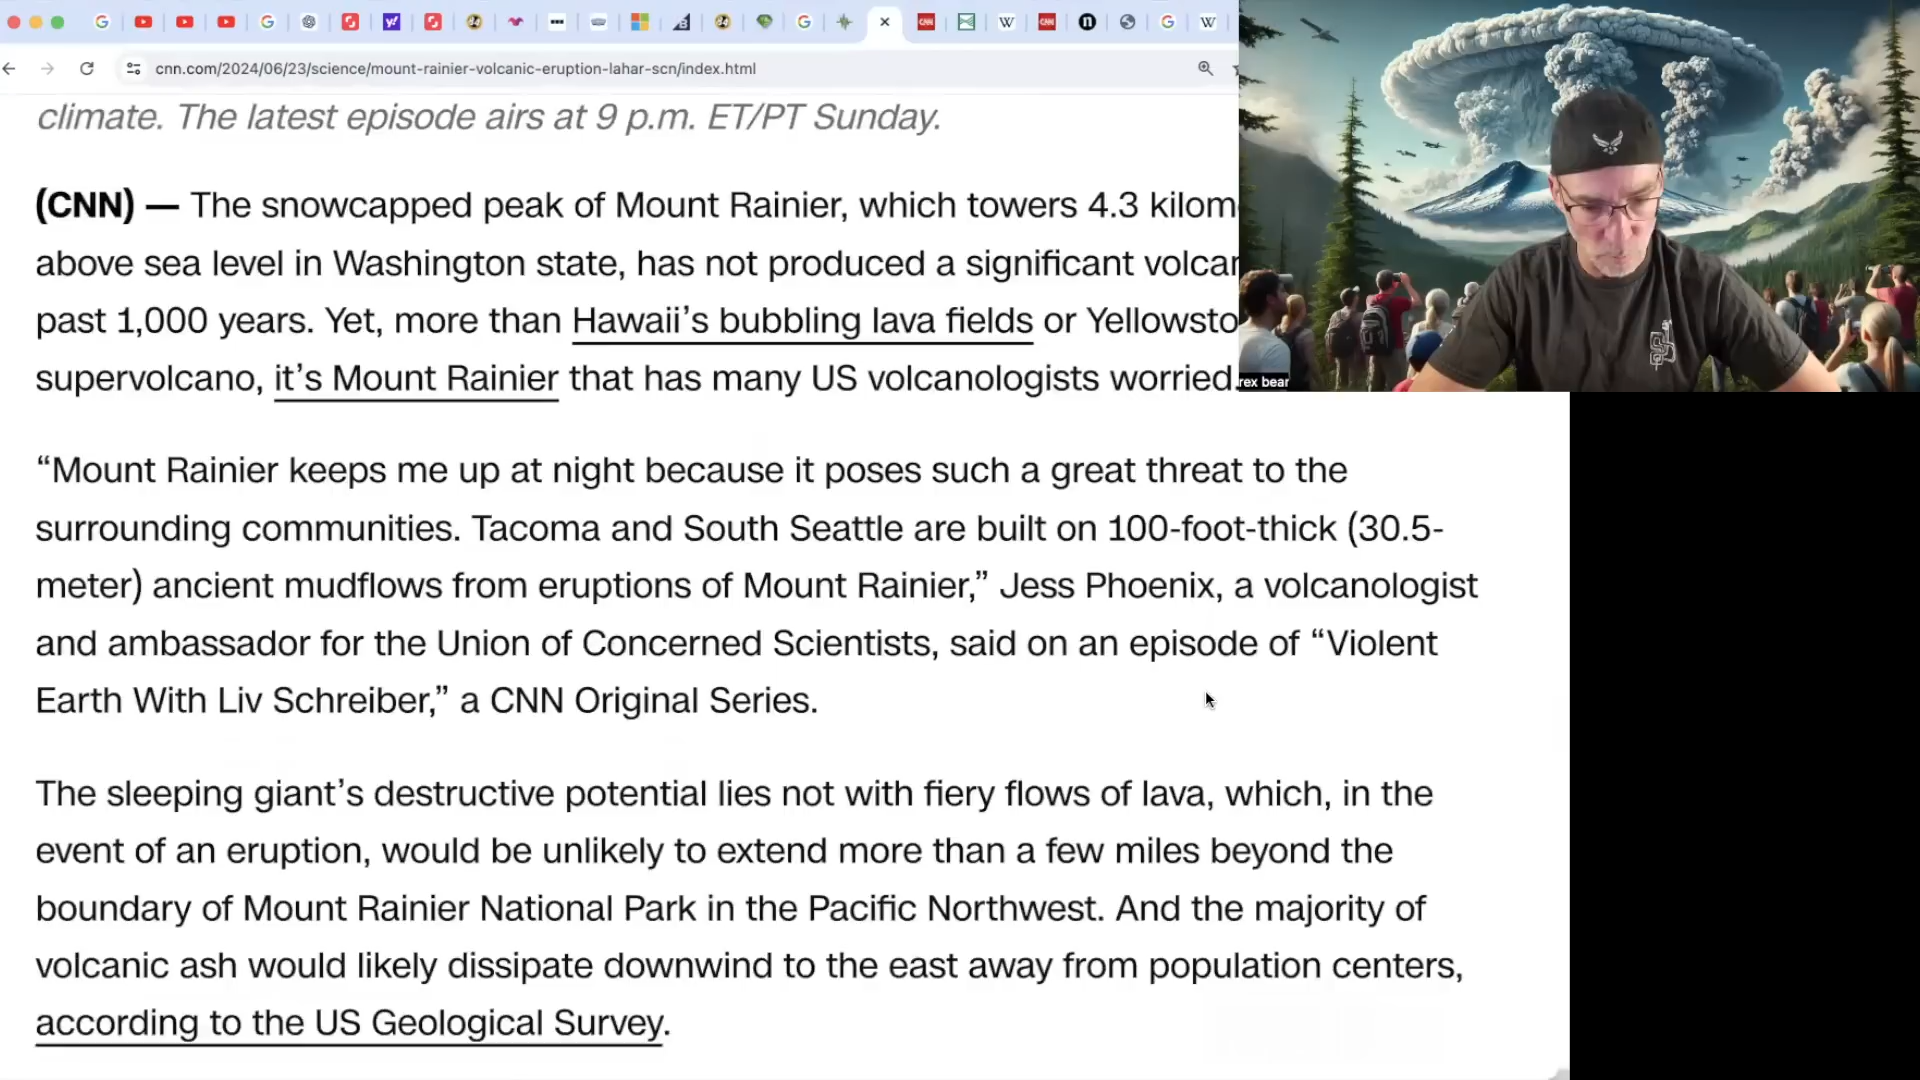 cnn.com/2024/06/23/science/mount-rainier-volcanic-eruption-lahar-scn/index.html
climate. The latest episode airs at 9 p.m. ET/PT Sunday.
(CNN) — The snowcapped peak of Mount Rainier, which towers 4.3
above sea level in Washington state, has not produced a significant
past 1,000 years. Yet, more than Hawaii’s bubbling lava fields or
supervolcano, it’s Mount Rainier that has many US volcanologists worried.
rex bear
“Mount Rainier keeps me up at night because it poses such a great threat to the
surrounding communities. Tacoma and South Seattle are built on 100-foot-thick (30.5-
meter) ancient mudflows from eruptions of Mount Rainier,” Jess Phoenix, a volcanologist
and ambassador for the Union of Concerned Scientists, said on an episode of “Violent
Earth With Liv Schreiber,” a CNN Original Series.
The sleeping giant’s destructive potential lies not with fiery flows of lava, which, in the
event of an eruption, would be unlikely to extend more than a few miles beyond the
boundary of Mount Rainier National Park in the Pacific Northwest. And the majority of
volcanic ash would likely dissipate downwind to the east away from population centers,
according to the US Geological Survey.